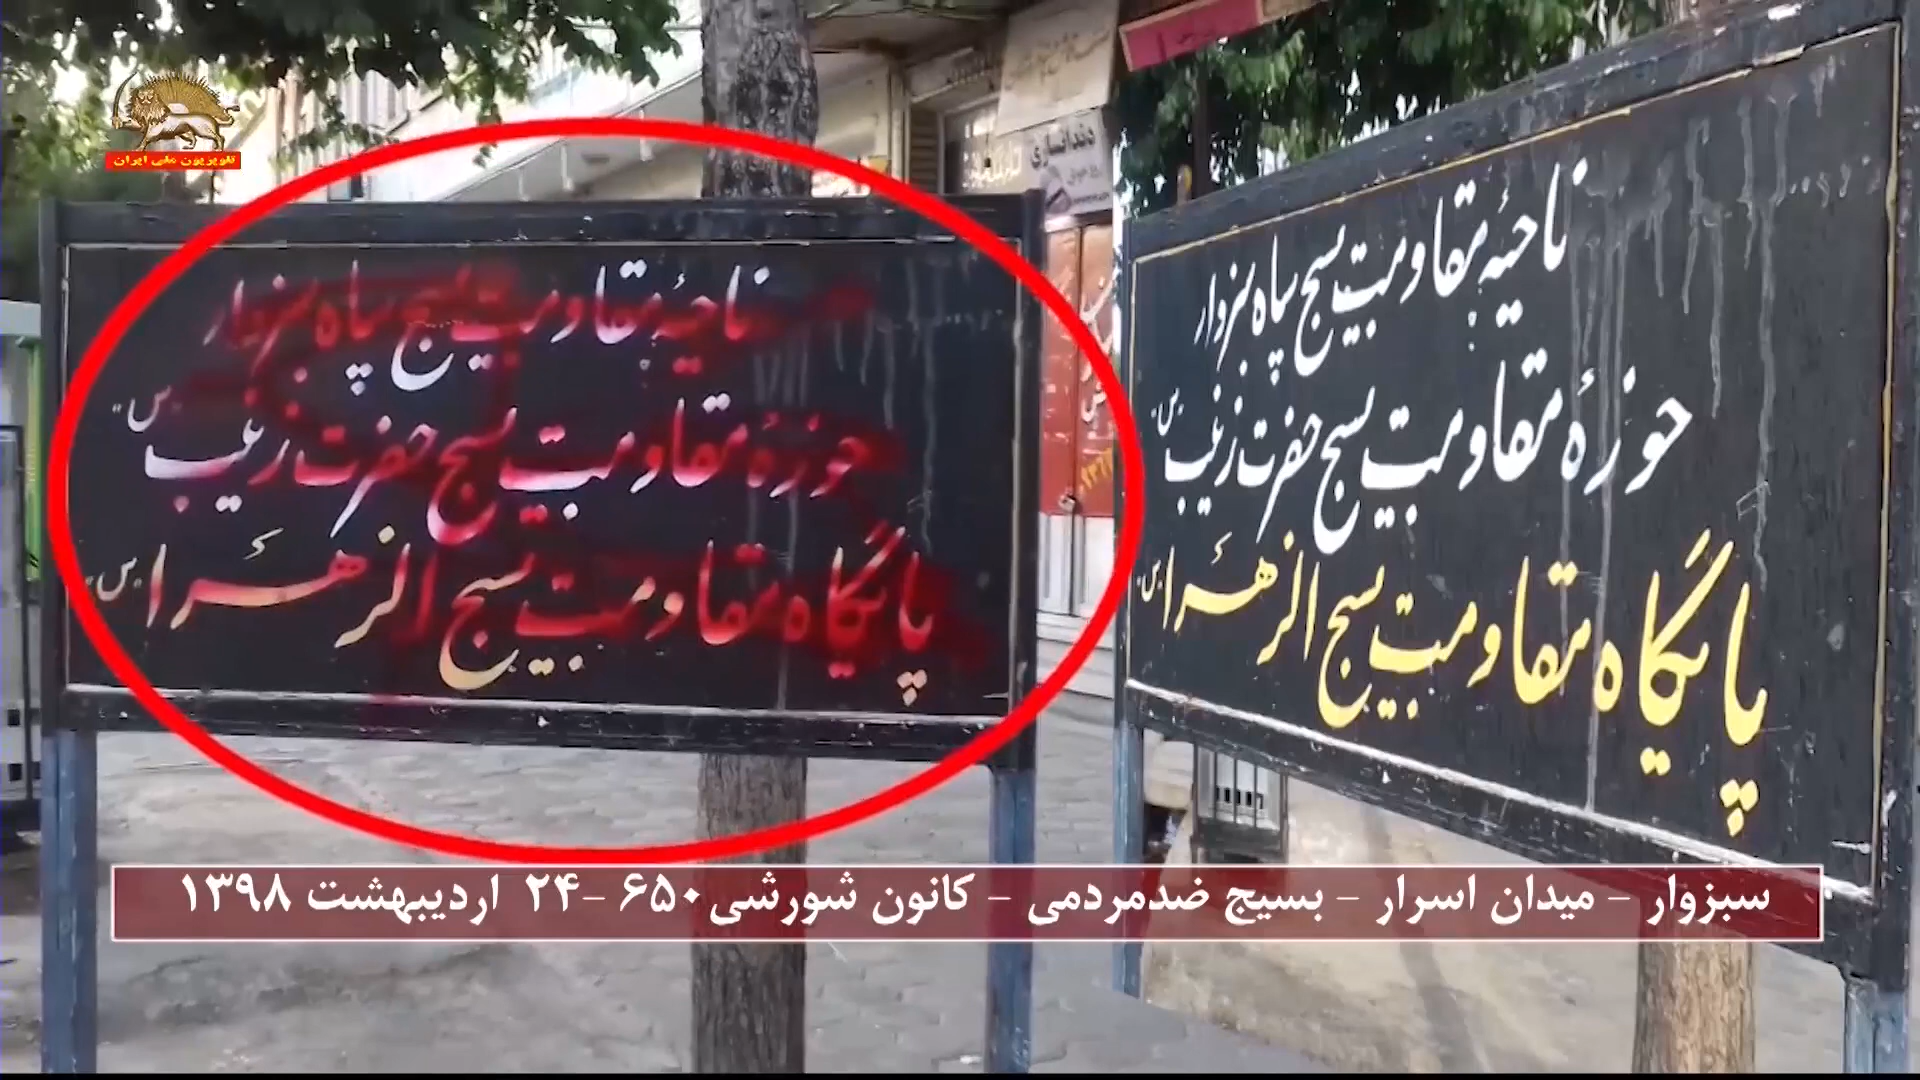 تلویزیون ملی ایران
دندانسازی
ناحیهٔ مقاومت بسیج سپاه سبزوار
حوزهٔ مقاومت بسیج حضرت زینب س
پایگاه مقاومت بسیج الزهرا س
ناحیهٔ مقاومت بسیج سپاه سبزوار
حوزهٔ مقاومت بسیج حضرت زینب س
پایگاه مقاومت بسیج الزهرا س
سبزوار - میدان اسرار - بسیج ضدمردمی - کانون شورشی۶۵۰ -۲۴ اردیبهشت ۱۳۹۸